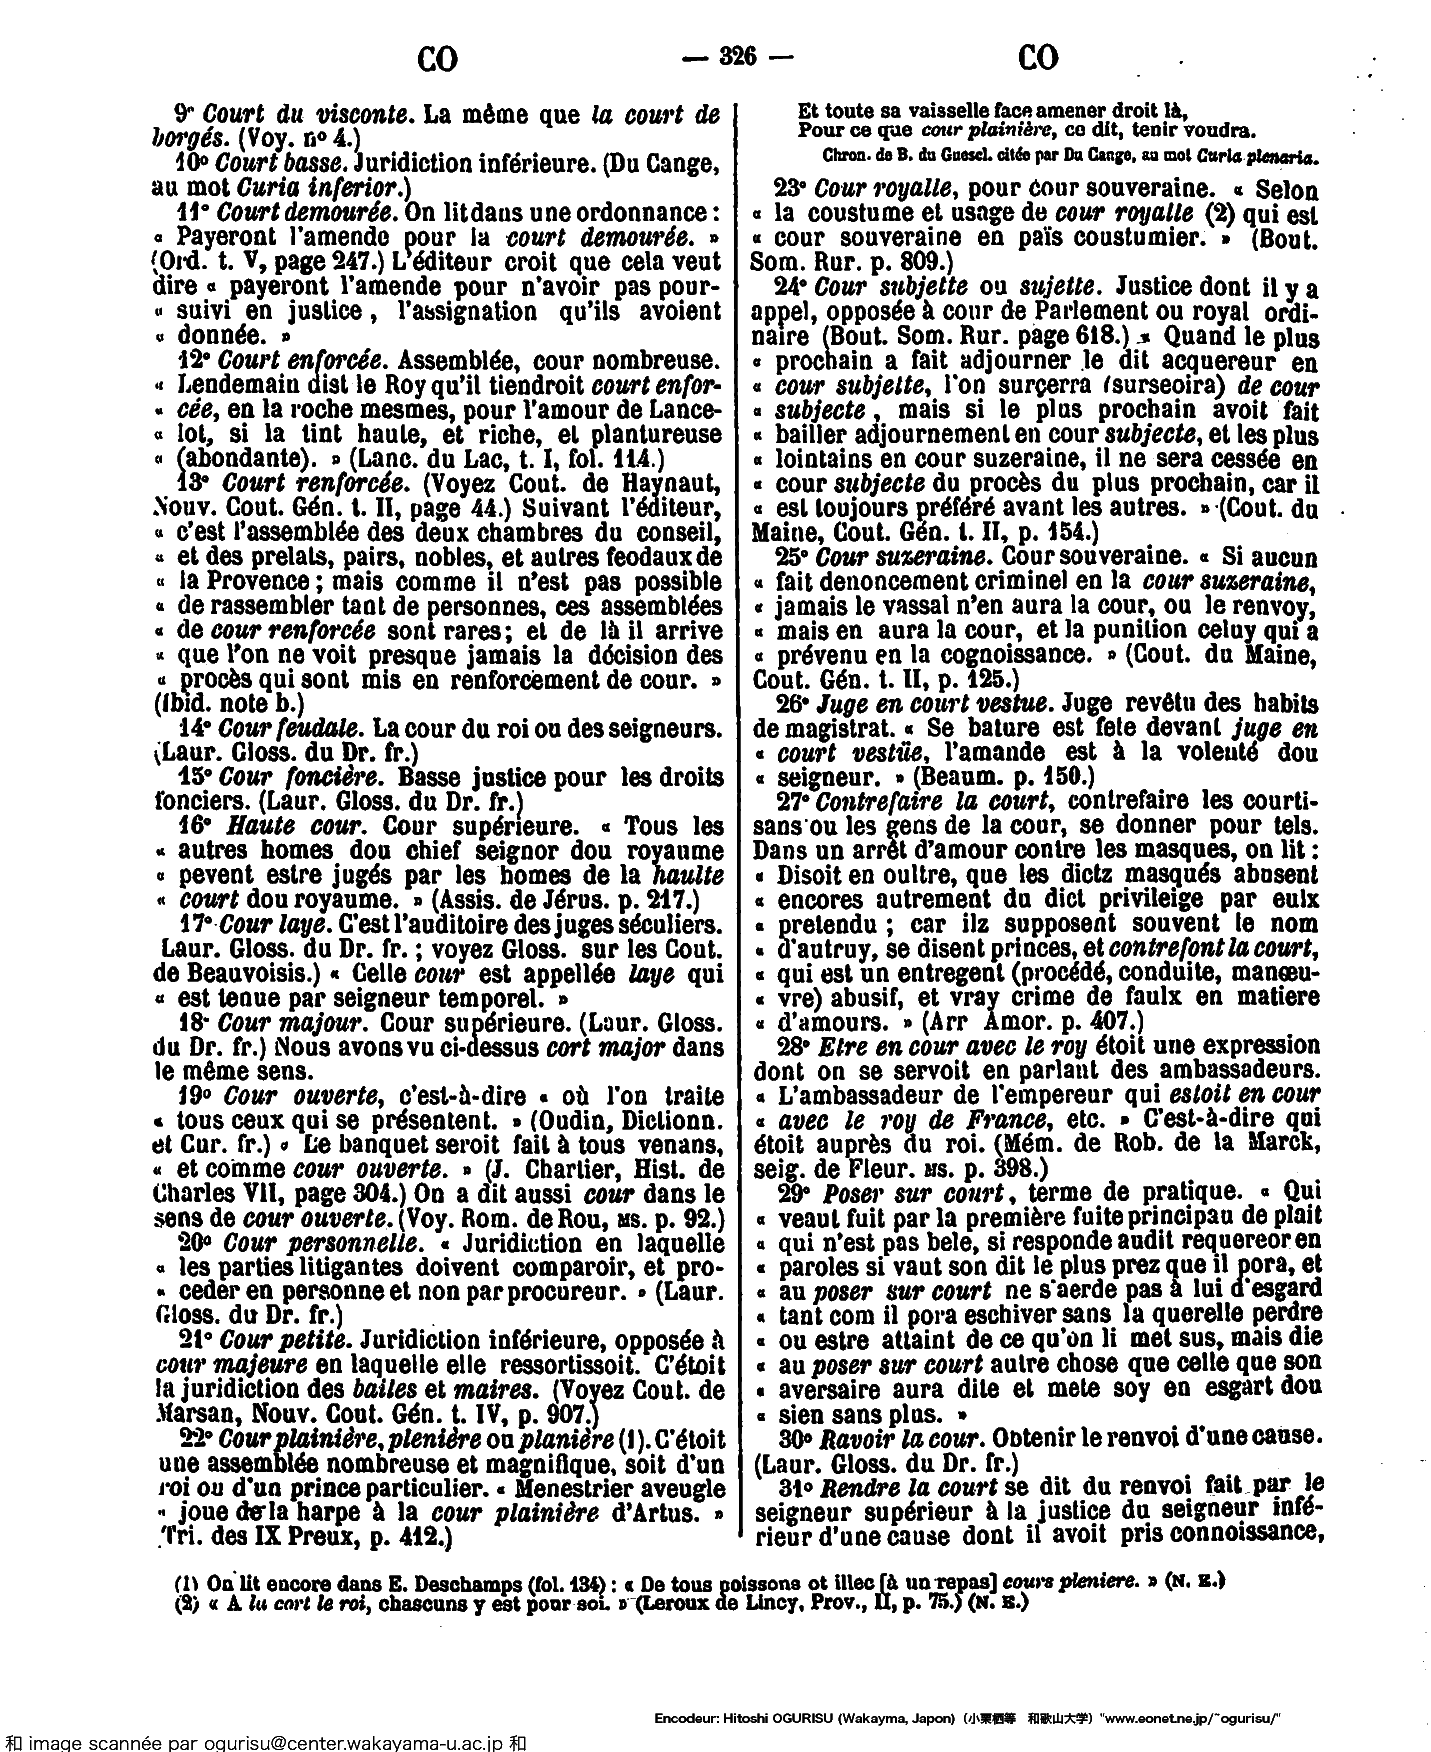 CO
— 326 —
CO
9° Court du visconte. La même que la court de
borgés. (Voy. n° 4.)
10° Court basse. Juridiction inférieure. (Du Cange,
au mot Curia inferior.)
11° Court demourée. On lit dans une ordonnance :
« Payeront l'amende pour la court demourée. »
(Ord. t. V, page 247.) L'éditeur croit que cela veut
dire « payeront l'amende pour n'avoir pas pour-
« suivi en justice, l'assignation qu'ils avoient
« donnée. »
12° Court enforcée. Assemblée, cour nombreuse.
« Lendemain dist le Roy qu'il tiendroit court enfor-
« cée, en la roche mesmes, pour l'amour de Lance-
« lot, si la tint haute, et riche, et plantureuse
« (abondante). » (Lanc. du Lac, t. I, fol. 114.)
13° Court renforcée. (Voyez Cout. de Haynaut,
Nouv. Cout. Gén. t. II, page 44.) Suivant l'éditeur,
« c'est l'assemblée des deux chambres du conseil,
« et des prelats, pairs, nobles, et autres feodaux de
« la Provence ; mais comme il n'est pas possible
« de rassembler tant de personnes, ces assemblées
« de cour renforcée sont rares ; et de là il arrive
« que l'on ne voit presque jamais la décision des
« procès qui sont mis en renforcement de cour. »
(Ibid. note b.)
14° Cour feudale. La cour du roi ou des seigneurs.
(Laur. Gloss. du Dr. fr.)
15° Cour foncière. Basse justice pour les droits
fonciers. (Laur. Gloss. du Dr. fr.)
16° Haute cour. Cour supérieure. « Tous les
« autres homes dou chief seignor dou royaume
« pevent estre jugés par les homes de la haulte
« court dou royaume. » (Assis. de Jérus. p. 217.)
17° Cour laye. C'est l'auditoire des juges séculiers.
Laur. Gloss. du Dr. fr. ; voyez Gloss. sur les Cout.
de Beauvoisis.) « Celle cour est appellée laye qui
« est tenue par seigneur temporel. »
18° Cour majour. Cour supérieure. (Laur. Gloss.
du Dr. fr.) Nous avons vu ci-dessus cort major dans
le même sens.
19° Cour ouverte, c'est-à-dire « où l'on traite
« tous ceux qui se présentent. » (Oudin, Dictionn.
et Cur. fr.) « Le banquet seroit fait à tous venans,
« et comme cour ouverte. » (J. Chartier, Hist. de
Charles VII, page 304.) On a dit aussi cour dans le
sens de cour ouverte. (Voy. Rom. de Rou, MS. p. 92.)
20° Cour personnelle. « Juridiction en laquelle
« les parties litigantes doivent comparoir, et pro-
« ceder en personne et non par procureur. » (Laur.
Gloss. du Dr. fr.)
21° Cour petite. Juridiction inférieure, opposée à
cour majeure en laquelle elle ressortissoit. C'étoit
la juridiction des bailes et maires. (Voyez Cout. de
Marsan, Nouv. Cout. Gén. t. IV, p. 907.)
22° Cour plainière, plenière ou planière (1). C'étoit
une assemblée nombreuse et magnifique, soit d'un
roi ou d'un prince particulier. « Menestrier aveugle
« joue de la harpe à la cour plainière d'Artus. »
Tri. des IX Preux, p. 412.)
Et toute sa vaisselle face amener droit là,
Pour ce que cour plainière, ce dit, tenir voudra.
Chron. de B. du Guescl. citée par Du Cange, au mot Curia plenaria.
23° Cour royalle, pour cour souveraine. « Selon
« la coustume et usage de cour royalle (2) qui est
« cour souveraine en païs coustumier. » (Bout.
Som. Rur. p. 809.)
24° Cour subjette ou sujette. Justice dont il y a
appel, opposée à cour de Parlement ou royal ordi-
naire (Bout. Som. Rur. page 618.) « Quand le plus
« prochain a fait adjourner le dit acquereur en
« cour subjette, l'on surçerra (surseoira) de cour
« subjecte, mais si le plus prochain avoit fait
« bailler adjournement en cour subjecte, et les plus
« lointains en cour suzeraine, il ne sera cessée en
« cour subjecte du procès du plus prochain, car il
« est toujours préféré avant les autres. » (Cout. du
Maine, Cout. Gén. t. II, p. 154.)
25° Cour suzeraine. Cour souveraine. « Si aucun
« fait denoncement criminel en la cour suzeraine,
« jamais le vassal n'en aura la cour, ou le renvoy,
« mais en aura la cour, et la punition celuy qui a
« prévenu en la cognoissance. » (Cout. du Maine,
Cout. Gén. t. II, p. 125.)
26° Juge en court vestue. Juge revêtu des habits
de magistrat. « Se bature est fete devant juge en
« court vestüe, l'amande est à la volenté dou
« seigneur. » (Beaum. p. 150.)
27° Contrefaire la court, contrefaire les courti-
sans ou les gens de la cour, se donner pour tels.
Dans un arrêt d'amour contre les masques, on lit :
« Disoit en oultre, que les dictz masqués abusent
« encores autrement du dict privileige par eulx
« pretendu ; car ilz supposent souvent le nom
« d'autruy, se disent princes, et contrefont la court,
« qui est un entregent (procédé, conduite, manœu-
« vre) abusif, et vray crime de faulx en matiere
« d'amours. » (Arr Amor. p. 407.)
28° Etre en cour avec le roy étoit une expression
dont on se servoit en parlant des ambassadeurs.
« L'ambassadeur de l'empereur qui estoit en cour
« avec le roy de France, etc. » C'est-à-dire qui
étoit auprès du roi. (Mém. de Rob. de la Marck,
seig. de Fleur. MS. p. 398.)
29° Poser sur court, terme de pratique. « Qui
« veaut fuit par la première fuite principau de plait
« qui n'est pas bele, si responde audit requereor en
« paroles si vaut son dit le plus prez que il pora, et
« au poser sur court ne s'aerde pas à lui d'esgard
« tant com il pora eschiver sans la querelle perdre
« ou estre attaint de ce qu'on li met sus, mais die
« au poser sur court autre chose que celle que son
« aversaire aura dite et mete soy en esgart dou
« sien sans plus. »
30° Ravoir la cour. Obtenir le renvoi d'une cause.
(Laur. Gloss. du Dr. fr.)
31° Rendre la court se dit du renvoi fait par le
seigneur supérieur à la justice du seigneur infé-
rieur d'une cause dont il avoit pris connoissance,
(1) On lit encore dans E. Deschamps (fol. 134) : « De tous poissons ot illec [à un repas] cours pleniere. » (N. E.)
(2) « A la cort le roi, chascuns y est pour soi. » (Leroux de Lincy, Prov., II, p. 75.) (N. E.)
Encodeur: Hitoshi OGURISU (Wakayma, Japon) (小栗栖等 和歌山大学) "www.eonet.ne.jp/~ogurisu/"
和 image scannée par ogurisu@center.wakayama-u.ac.jp 和